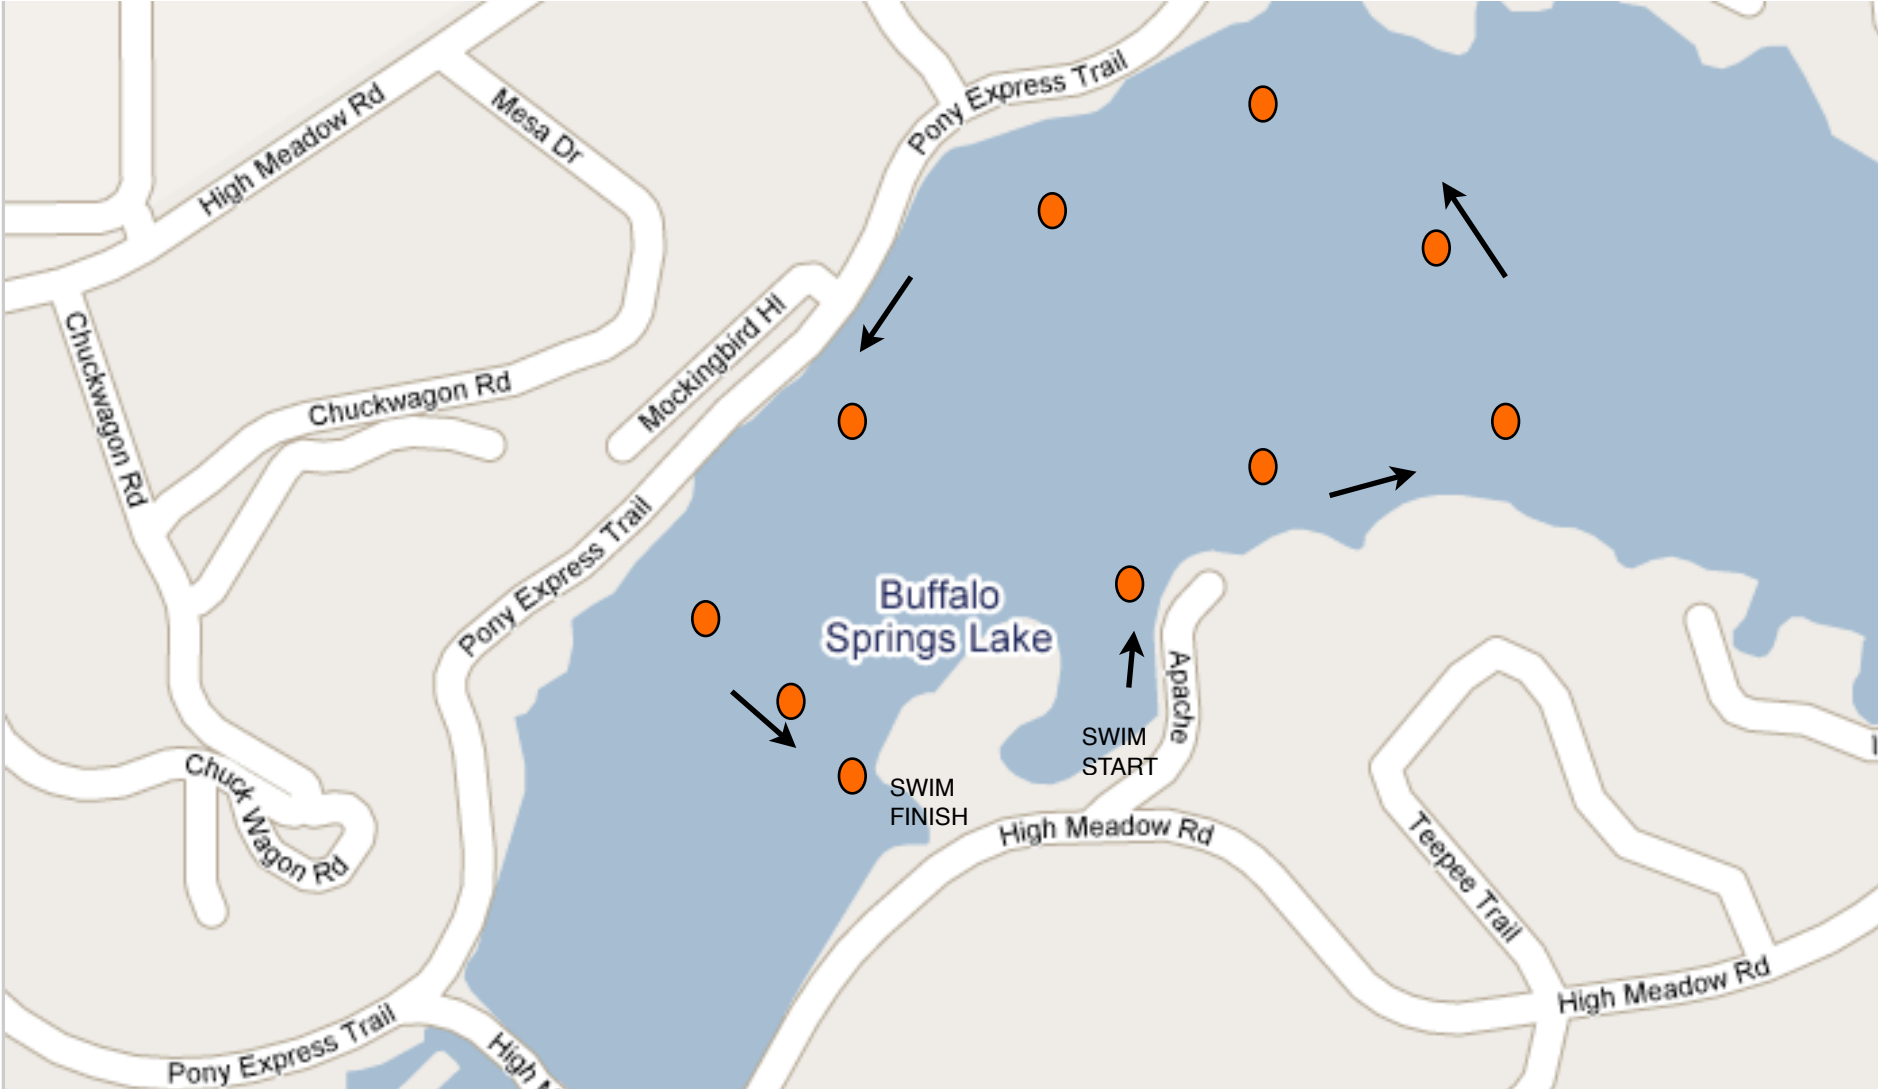 Pony Express Trail
High Meadow Rd
Mesa Dr
Mockingbird Hl
Chuckwagon Rd
Chuckwagon Rd
Pony Express Trail
Buffalo
Springs Lake
Apache
SWIM
START
SWIM
FINISH
Chuck Wagon Rd
High Meadow Rd
Teepee Trail
High Meadow Rd
Pony Express Trail
High